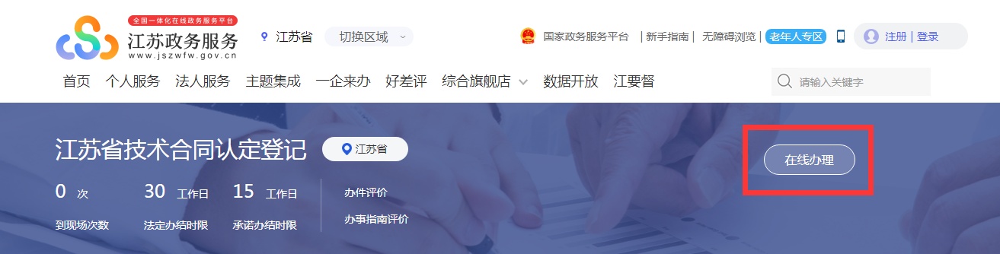 全国一体化在线政务服务平台
江苏政务服务
www.jszwfw.gov.cn
江苏省 切换区域
国家政务服务平台 | 新手指南 | 无障碍浏览 | 老年人专区 注册 | 登录
首页 个人服务 法人服务 主题集成 一企来办 好差评 综合旗舰店 数据开放 江要督
请输入关键字
江苏省技术合同认定登记 江苏省
在线办理
0 次 30 工作日 15 工作日 办件评价
到现场次数 法定办结时限 承诺办结时限 办事指南评价